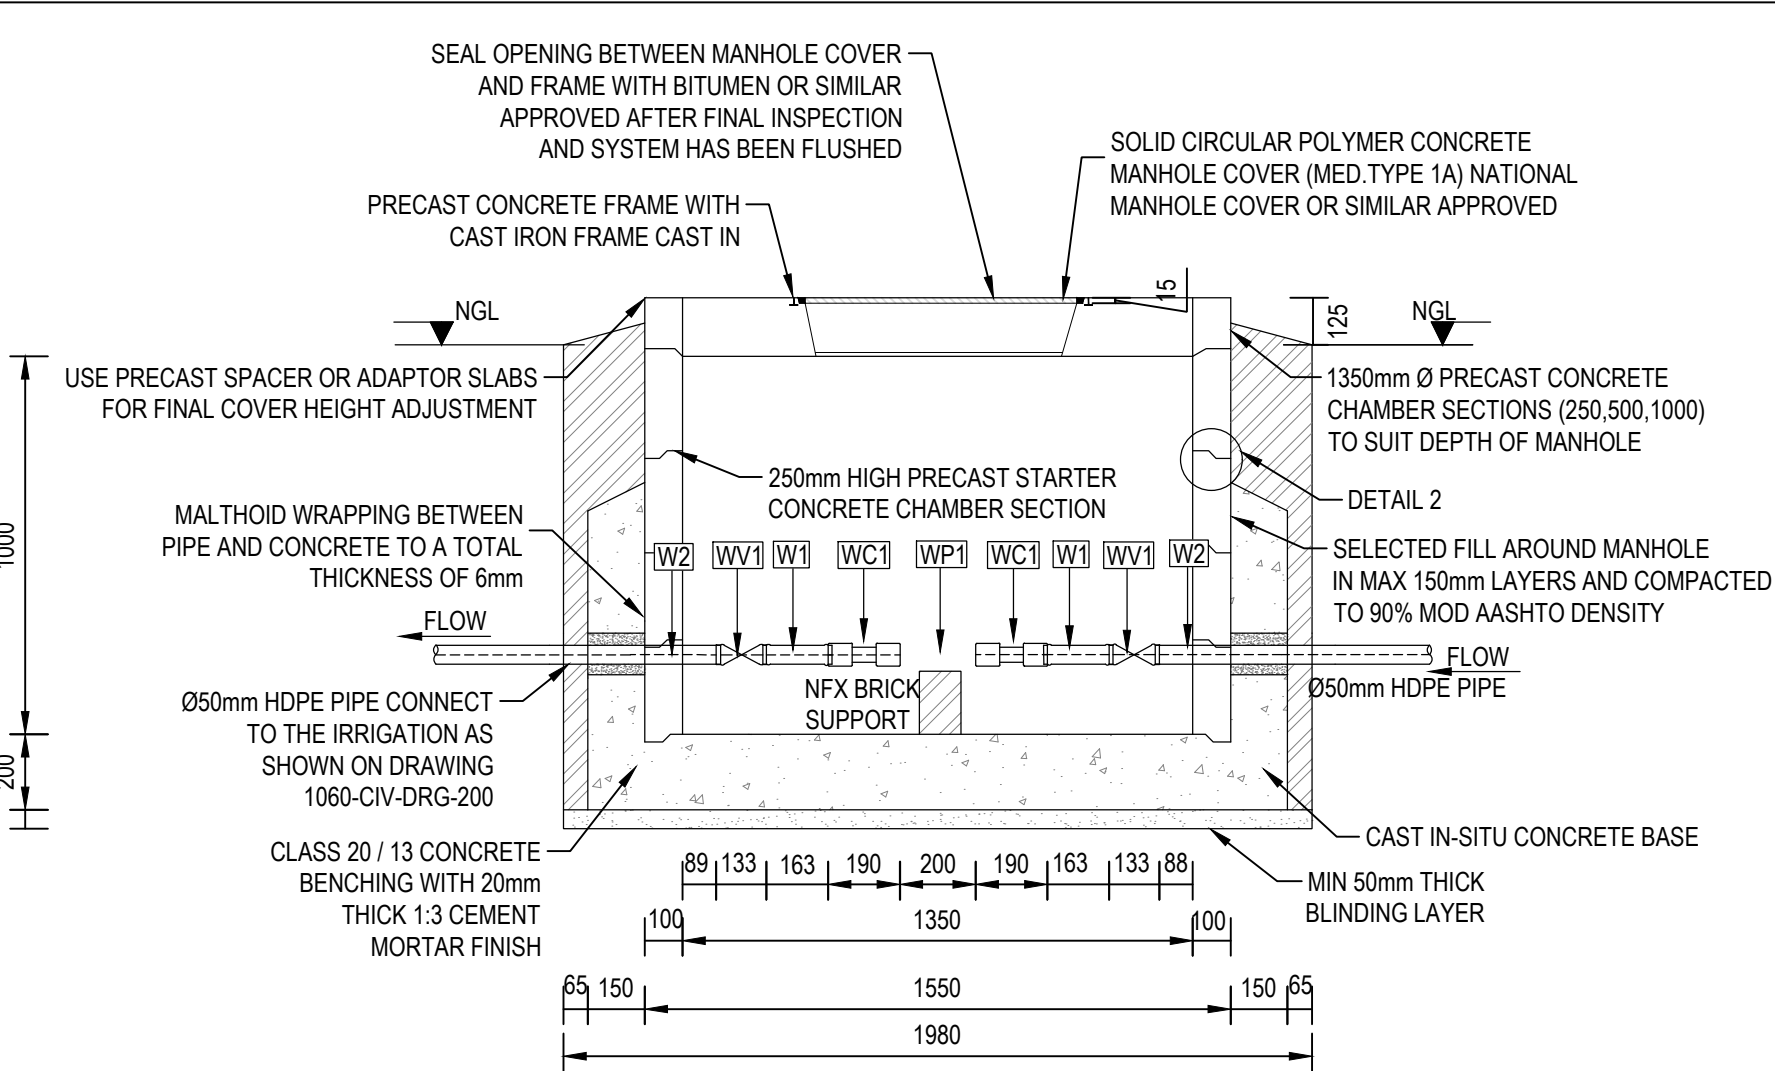 SEAL OPENING BETWEEN MANHOLE COVER
AND FRAME WITH BITUMEN OR SIMILAR
APPROVED AFTER FINAL INSPECTION
AND SYSTEM HAS BEEN FLUSHED
SOLID CIRCULAR POLYMER CONCRETE
MANHOLE COVER (MED.TYPE 1A) NATIONAL
MANHOLE COVER OR SIMILAR APPROVED
PRECAST CONCRETE FRAME WITH
CAST IRON FRAME CAST IN
15
125
NGL
NGL
USE PRECAST SPACER OR ADAPTOR SLABS
FOR FINAL COVER HEIGHT ADJUSTMENT
1350mm Ø PRECAST CONCRETE
CHAMBER SECTIONS (250,500,1000)
TO SUIT DEPTH OF MANHOLE
250mm HIGH PRECAST STARTER
CONCRETE CHAMBER SECTION
DETAIL 2
MALTHOID WRAPPING BETWEEN
PIPE AND CONCRETE TO A TOTAL
THICKNESS OF 6mm
1000
W2 WV1 W1 WC1 WP1 WC1 W1 WV1 W2
SELECTED FILL AROUND MANHOLE
IN MAX 150mm LAYERS AND COMPACTED
TO 90% MOD AASHTO DENSITY
FLOW
FLOW
Ø50mm HDPE PIPE
NFX BRICK
SUPPORT
Ø50mm HDPE PIPE CONNECT
TO THE IRRIGATION AS
SHOWN ON DRAWING
1060-CIV-DRG-200
200
CLASS 20 / 13 CONCRETE
BENCHING WITH 20mm
THICK 1:3 CEMENT
MORTAR FINISH
CAST IN-SITU CONCRETE BASE
MIN 50mm THICK
BLINDING LAYER
89 133 163 190 200 190 163 133 88
100 1350 100
65 150 1550 150 65
1980